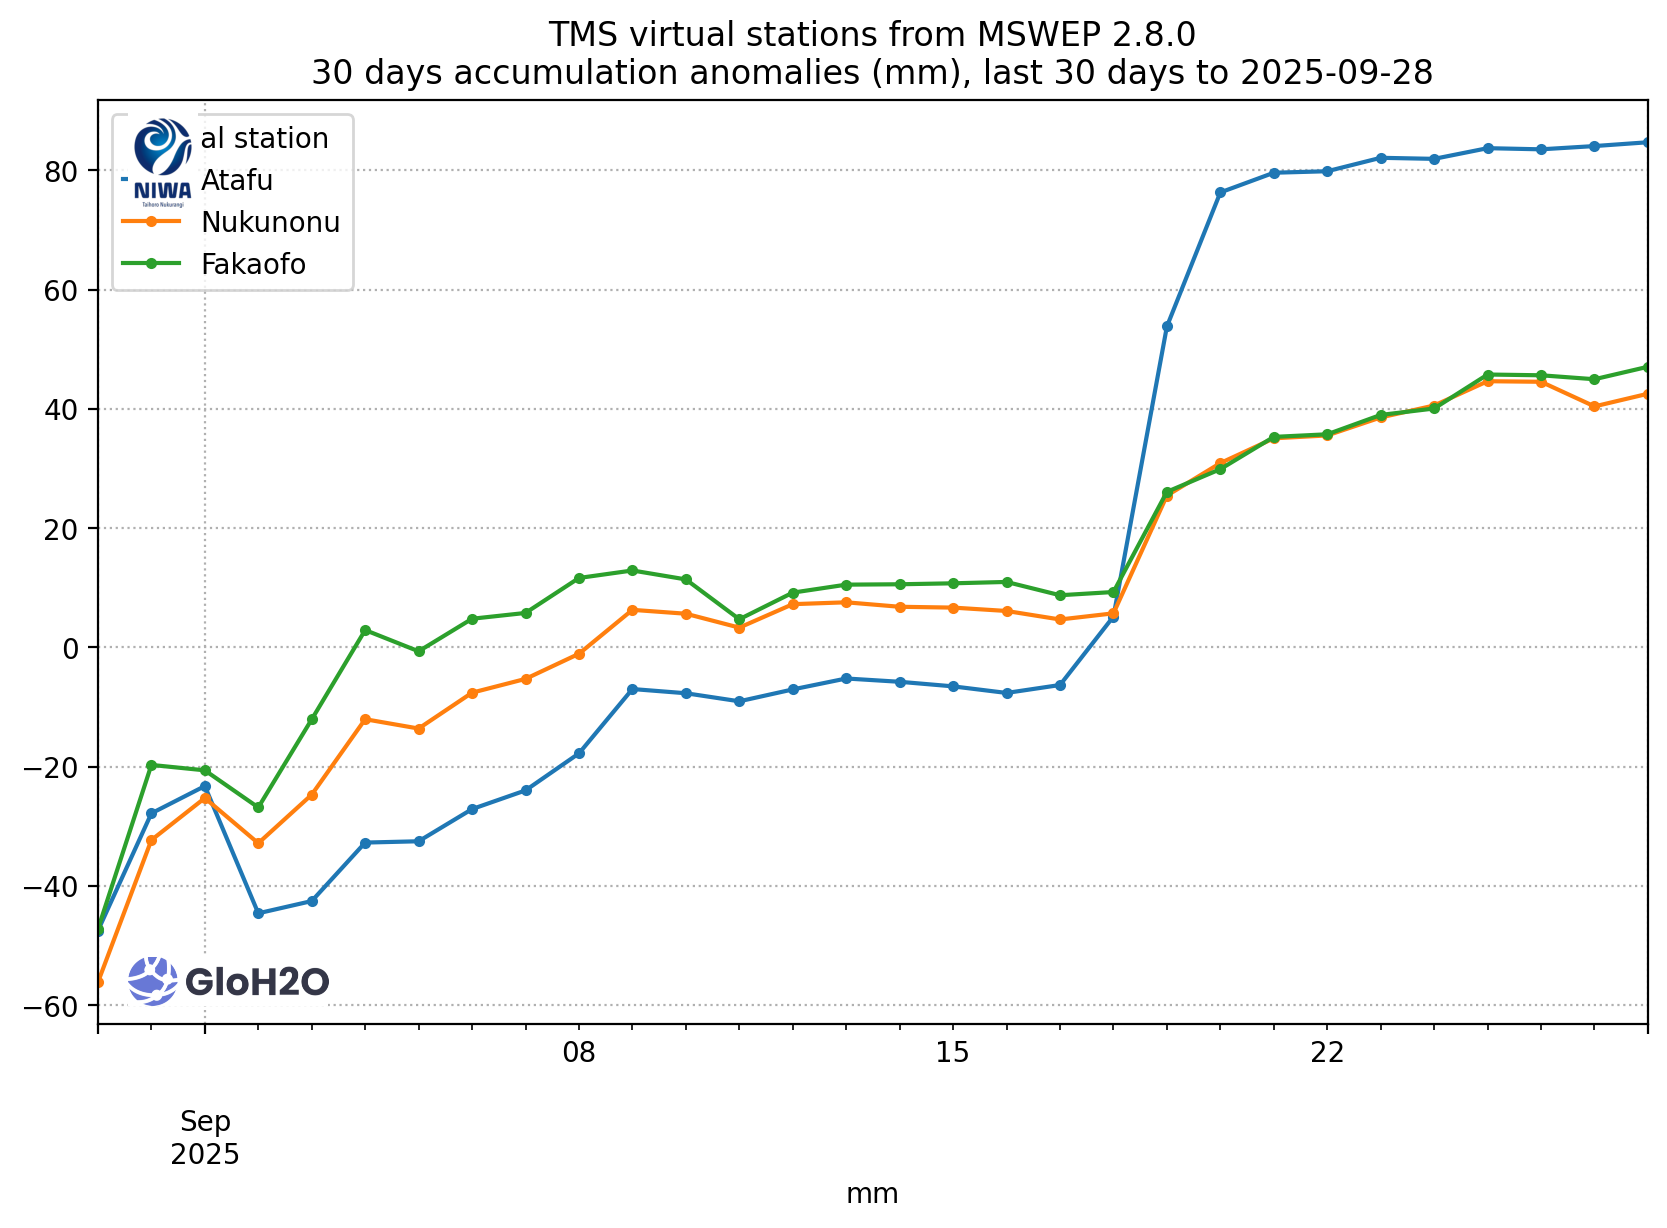 TMS virtual stations from MSWEP 2.8.0
30 days accumulation anomalies (mm), last 30 days to 2025-09-28
al station
Atafu
Nukunonu
Fakaofo
NIWA
Taihoro Nukurangi
80
60
40
20
0
−20
−40
−60
GloH2O
08
15
22
Sep
2025
mm